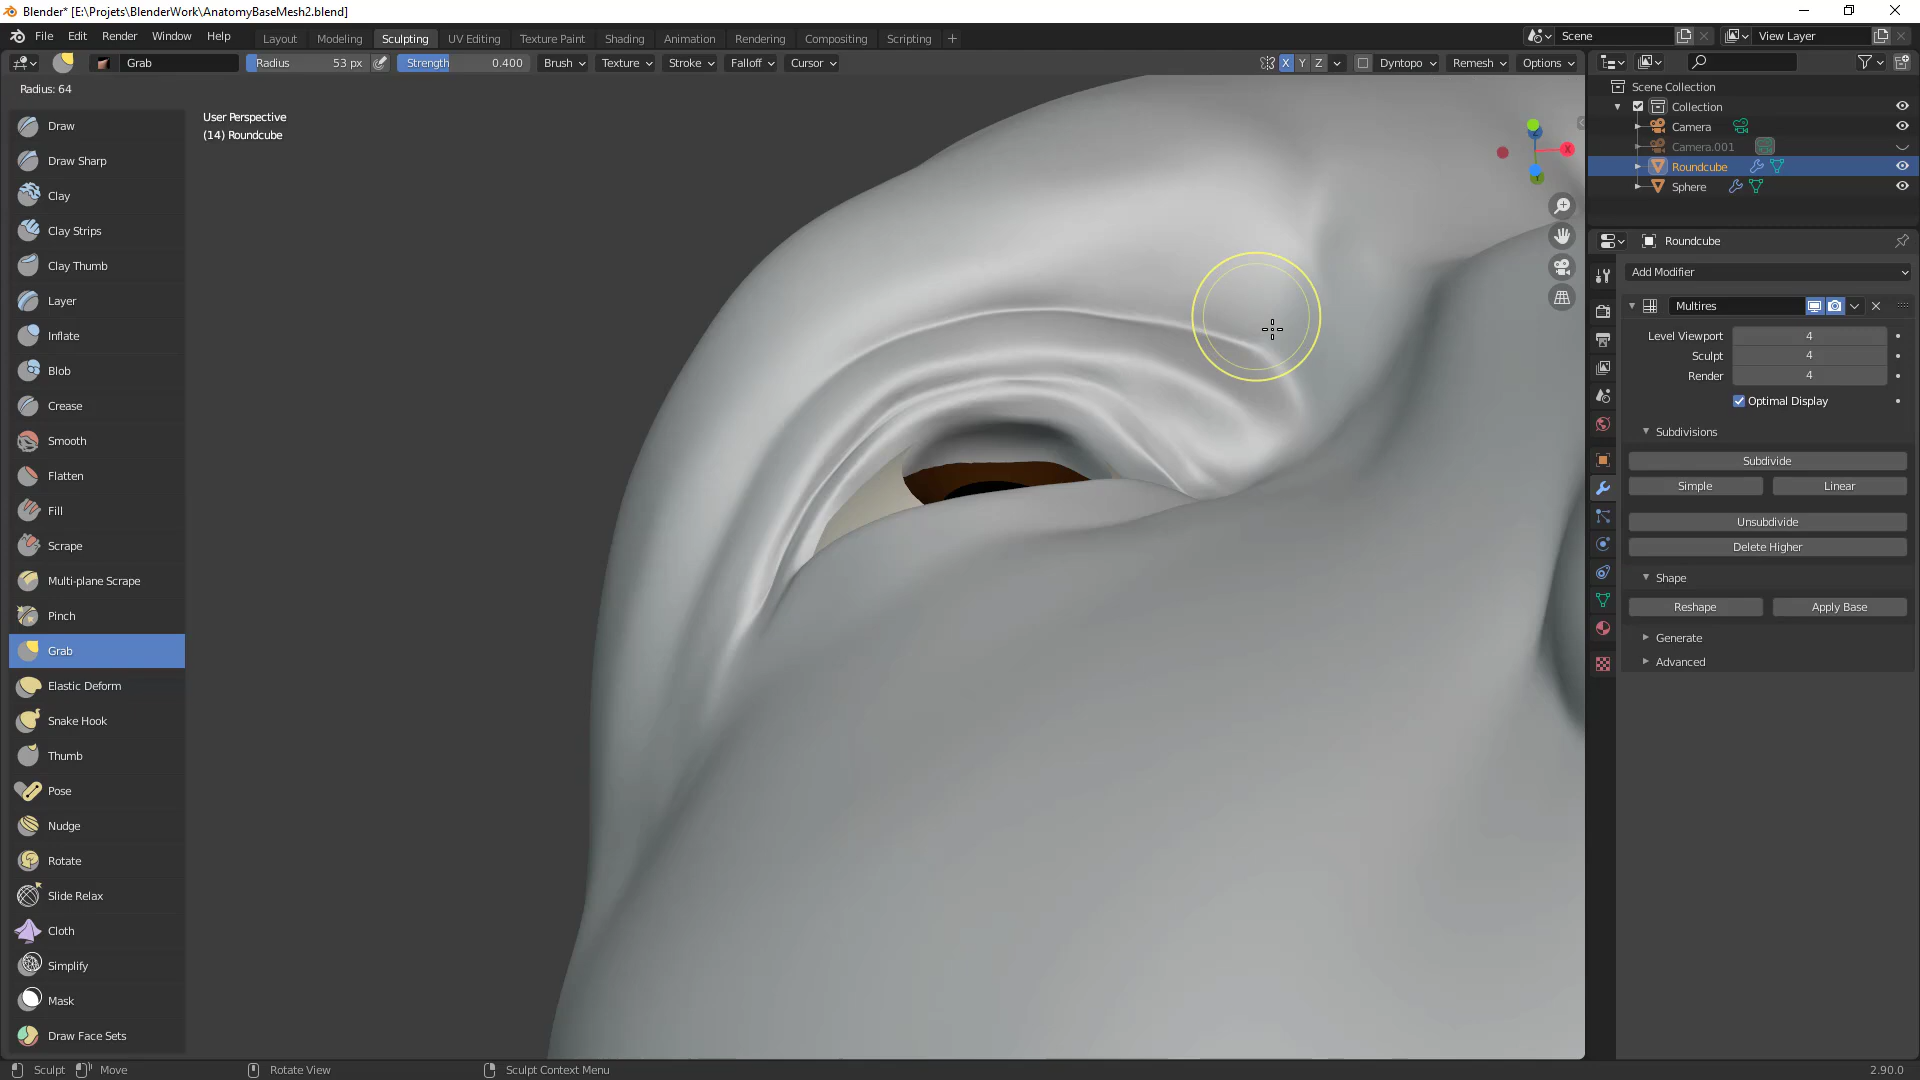 Blender* [E:\Projets\BlenderWork\AnatomyBaseMesh2.blend]
File Edit Render Window Help Layout Modeling Sculpting UV Editing Texture Paint Shading Animation Rendering Compositing Scripting + Scene View Layer
Grab Radius 53 px Strength 0.400 Brush Texture Stroke Falloff Cursor X Y Z Dyntopo Remesh Options
Radius: 64
User Perspective
(14) Roundcube
Draw
Draw Sharp
Clay
Clay Strips
Clay Thumb
Layer
Inflate
Blob
Crease
Smooth
Flatten
Fill
Scrape
Multi-plane Scrape
Pinch
Grab
Elastic Deform
Snake Hook
Thumb
Pose
Nudge
Rotate
Slide Relax
Cloth
Simplify
Mask
Draw Face Sets
X
Scene Collection
Collection
Camera
Camera.001
Roundcube
Sphere
Roundcube
Add Modifier
Multires
Level Viewport 4
Sculpt 4
Render 4
Optimal Display
Subdivisions
Subdivide
Simple Linear
Unsubdivide
Delete Higher
Shape
Reshape Apply Base
Generate
Advanced
Sculpt Move Rotate View Sculpt Context Menu 2.90.0